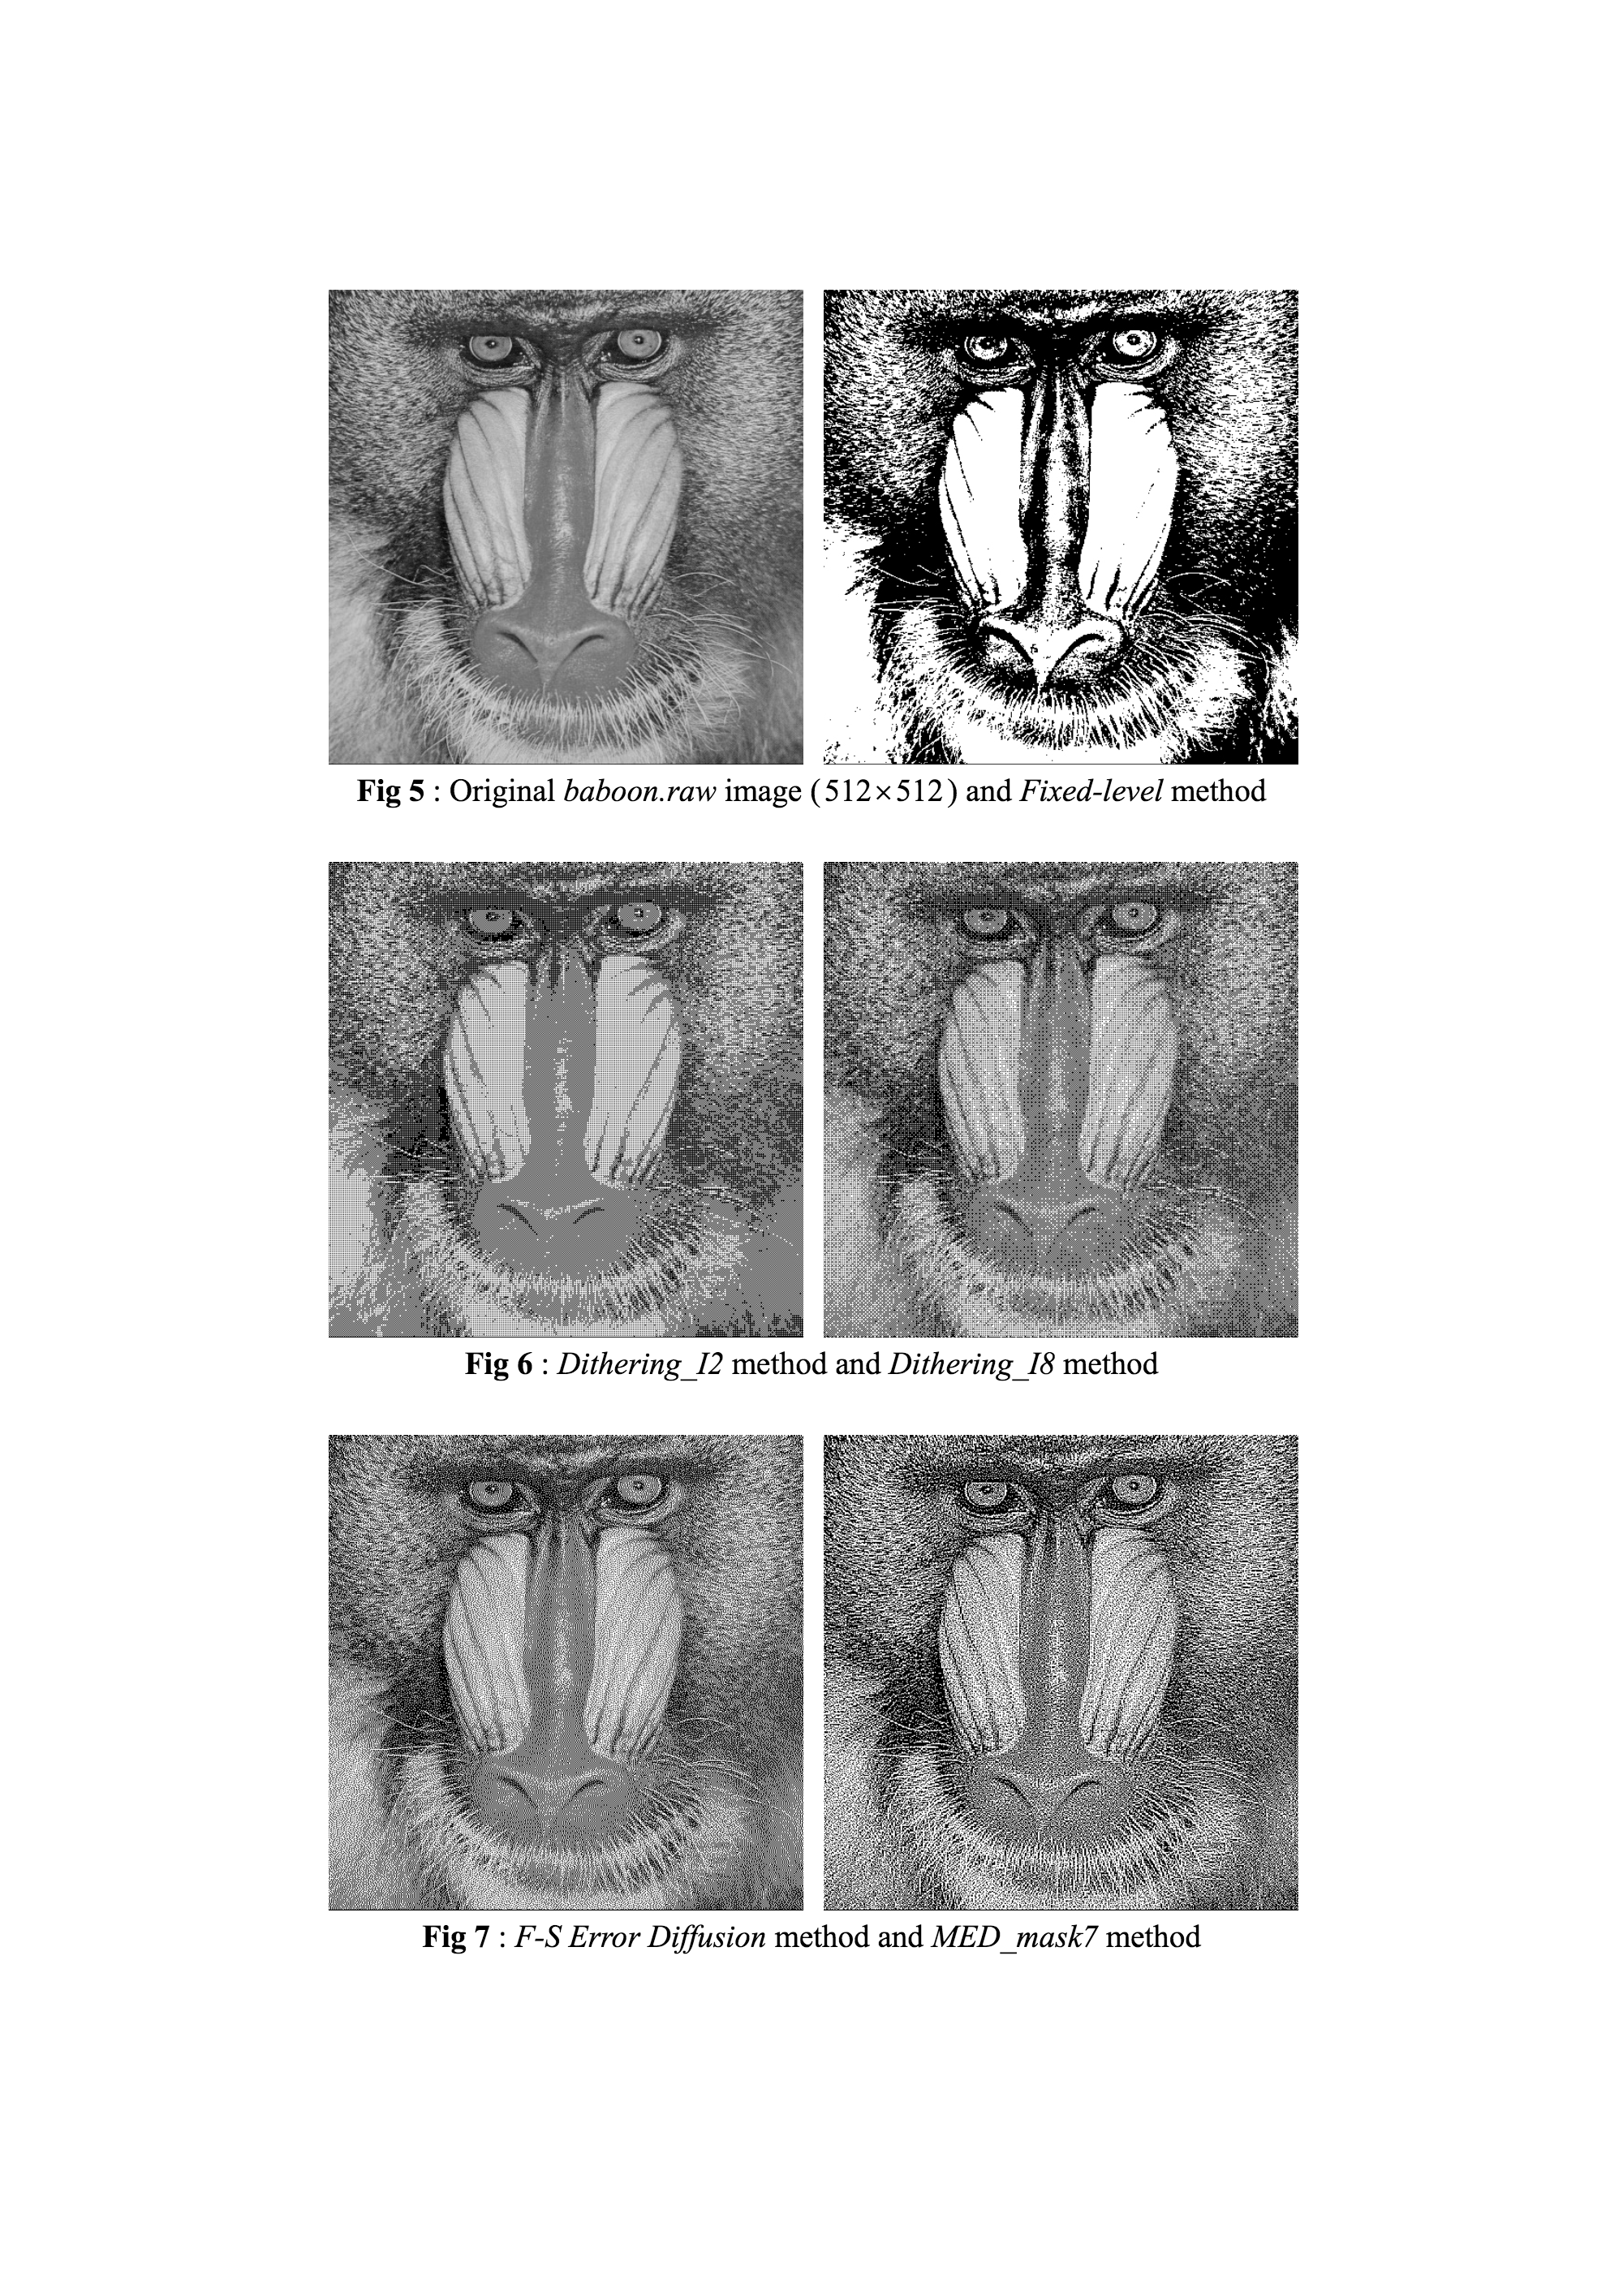 Fig 5 : Original baboon.raw image (512×512) and Fixed-level method
Fig 6 : Dithering_I2 method and Dithering_I8 method
Fig 7 : F-S Error Diffusion method and MED_mask7 method